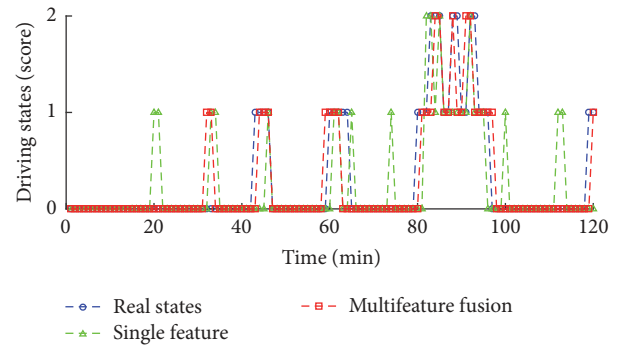 2
1
0
Driving states (score)
0 20 40 60 80 100 120
Time (min)
Real states
Multifeature fusion
Single feature